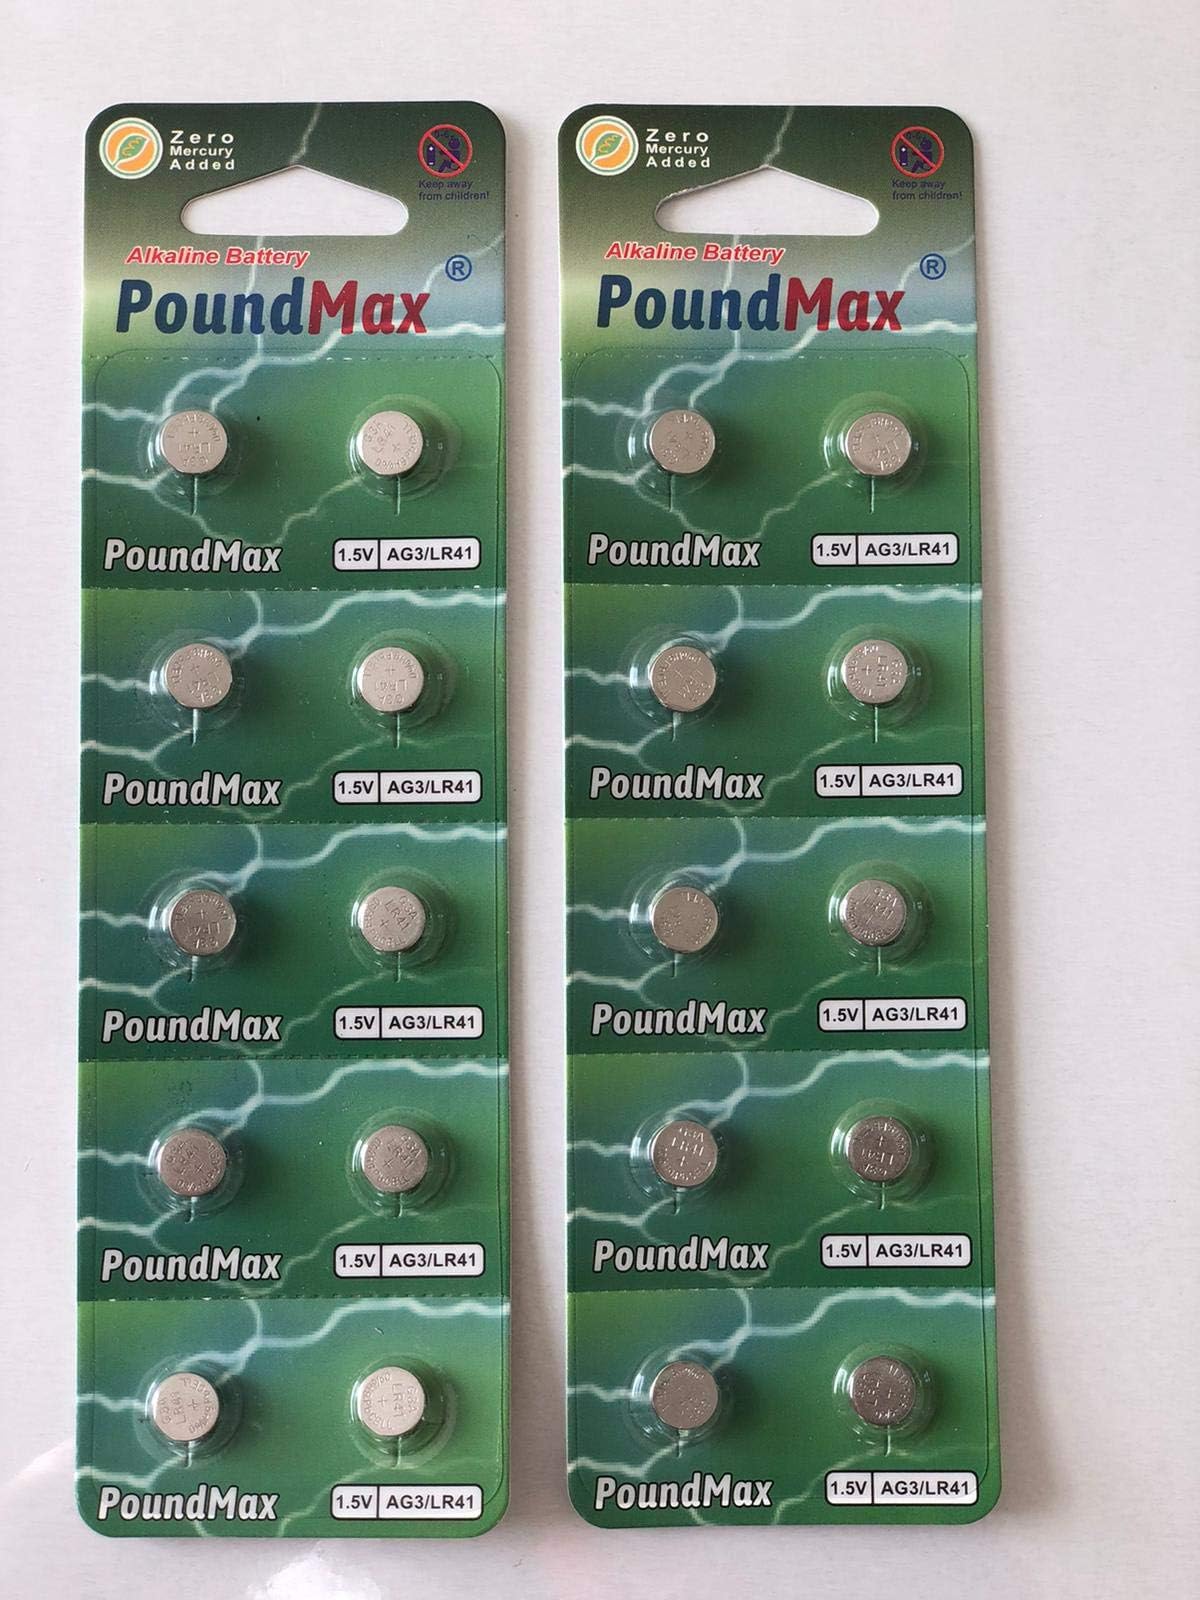 Zero
Mercury
Added
Keep away
from children!
Alkaline Battery
PoundMax ®
PoundMax 1.5V AG3/LR41
PoundMax 1.5V AG3/LR41
PoundMax 1.5V AG3/LR41
PoundMax 1.5V AG3/LR41
PoundMax 1.5V AG3/LR41
Zero
Mercury
Added
Keep away
from children!
Alkaline Battery
PoundMax ®
PoundMax 1.5V AG3/LR41
PoundMax 1.5V AG3/LR41
PoundMax 1.5V AG3/LR41
PoundMax 1.5V AG3/LR41
PoundMax 1.5V AG3/LR41